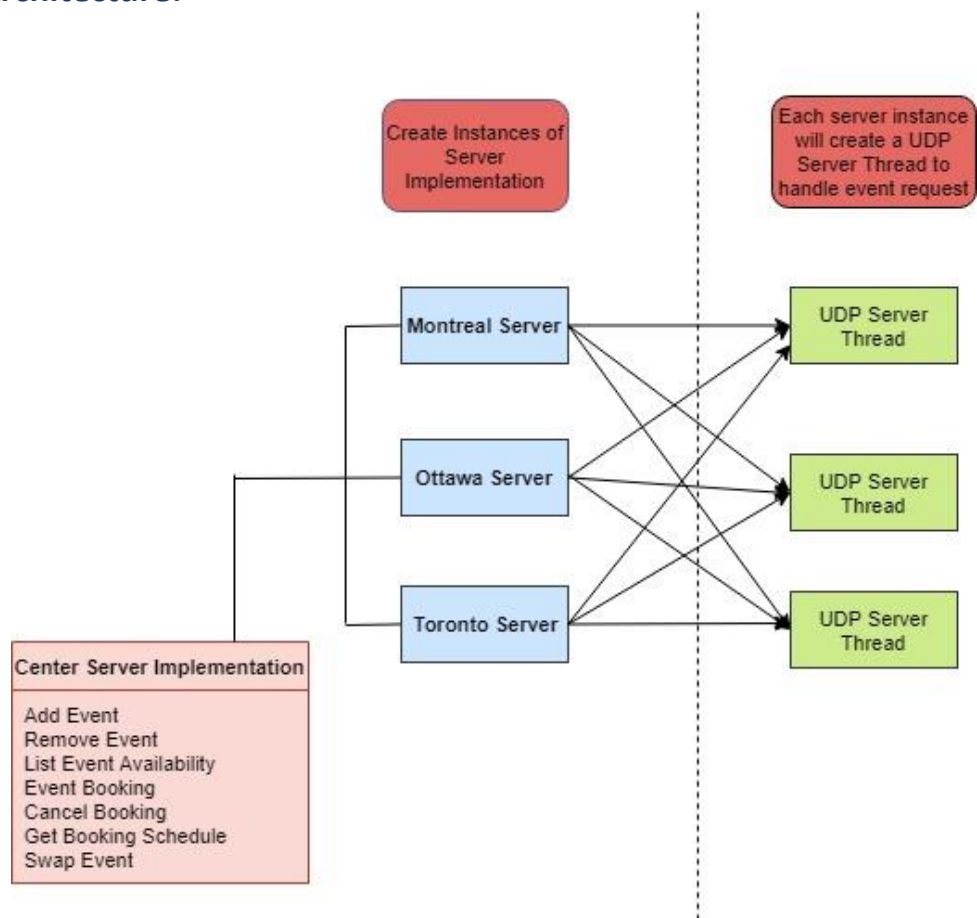 Create Instances of
Server
Implementation
Each server instance
will create a UDP
Server Thread to
handle event request
Montreal Server
UDP Server
Thread
Ottawa Server
UDP Server
Thread
Toronto Server
UDP Server
Thread
Center Server Implementation
Add Event
Remove Event
List Event Availability
Event Booking
Cancel Booking
Get Booking Schedule
Swap Event